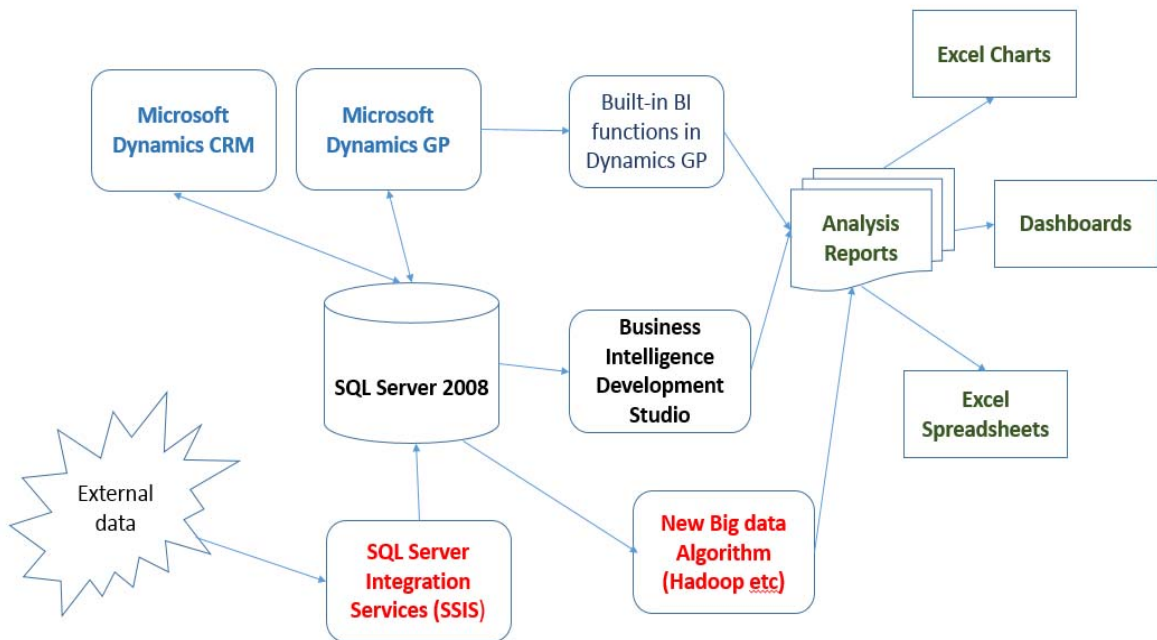 Excel Charts
Microsoft
Dynamics CRM
Microsoft
Dynamics GP
Built-in BI
functions in
Dynamics GP
Analysis
Reports
Dashboards
SQL Server 2008
Business
Intelligence
Development
Studio
Excel
Spreadsheets
External
data
SQL Server
Integration
Services (SSIS)
New Big data
Algorithm
(Hadoop etc)